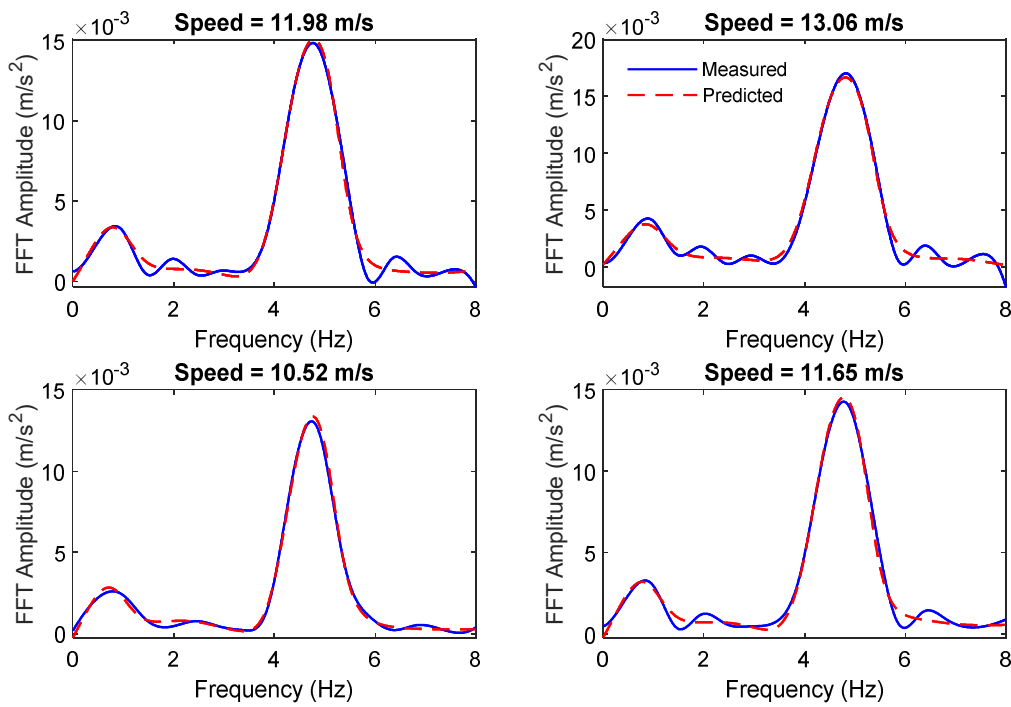 ×10⁻³ Speed = 11.98 m/s
15
10
5
0
FFT Amplitude (m/s²)
0 2 4 6 8
Frequency (Hz)
×10⁻³ Speed = 13.06 m/s
20
15
10
5
0
FFT Amplitude (m/s²)
Measured
Predicted
0 2 4 6 8
Frequency (Hz)
×10⁻³ Speed = 10.52 m/s
15
10
5
0
FFT Amplitude (m/s²)
0 2 4 6 8
Frequency (Hz)
×10⁻³ Speed = 11.65 m/s
15
10
5
0
FFT Amplitude (m/s²)
0 2 4 6 8
Frequency (Hz)